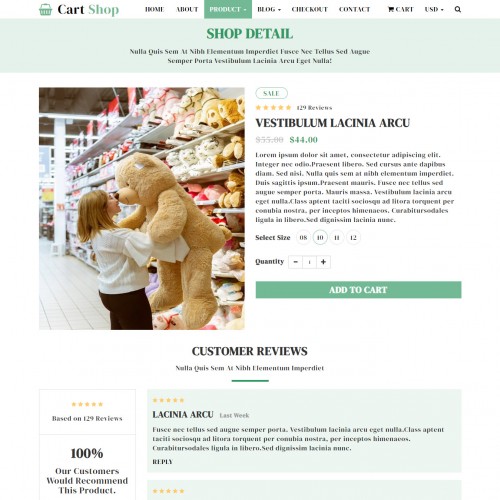 Cart Shop
HOME ABOUT PRODUCT BLOG CHECKOUT CONTACT CART USD
SHOP DETAIL
Nulla Quis Sem At Nibh Elementum Imperdiet Fusce Nec Tellus Sed Augue
Semper Porta Vestibulum Lacinia Arcu Eget Nulla!
SALE
129 Reviews
VESTIBULUM LACINIA ARCU
$55.00 $44.00
Lorem ipsum dolor sit amet, consectetur adipiscing elit.
Integer nec odio.Praesent libero. Sed cursus ante dapibus
diam. Sed nisi. Nulla quis sem at nibh elementum imperdiet.
Duis sagittis ipsum.Praesent mauris. Fusce nec tellus sed
augue semper porta. Mauris massa. Vestibulum lacinia arcu
eget nulla.Class aptent taciti sociosqu ad litora torquent per
conubia nostra, per inceptos himenaeos. Curabitursodales
ligula in libero.Sed dignissim lacinia nunc.
Select Size 08 10 11 12
Quantity - 1 +
ADD TO CART
CUSTOMER REVIEWS
Nulla Quis Sem At Nibh Elementum Imperdiet
Based on 129 Reviews
100%
Our Customers
Would Recommend
This Product.
LACINIA ARCU Last Week
Fusce nec tellus sed augue semper porta. Vestibulum lacinia arcu eget nulla.Class aptent
taciti sociosqu ad litora torquent per conubia nostra, per inceptos himenaeos.
Curabitursodales ligula in libero.Sed dignissim lacinia nunc.
REPLY